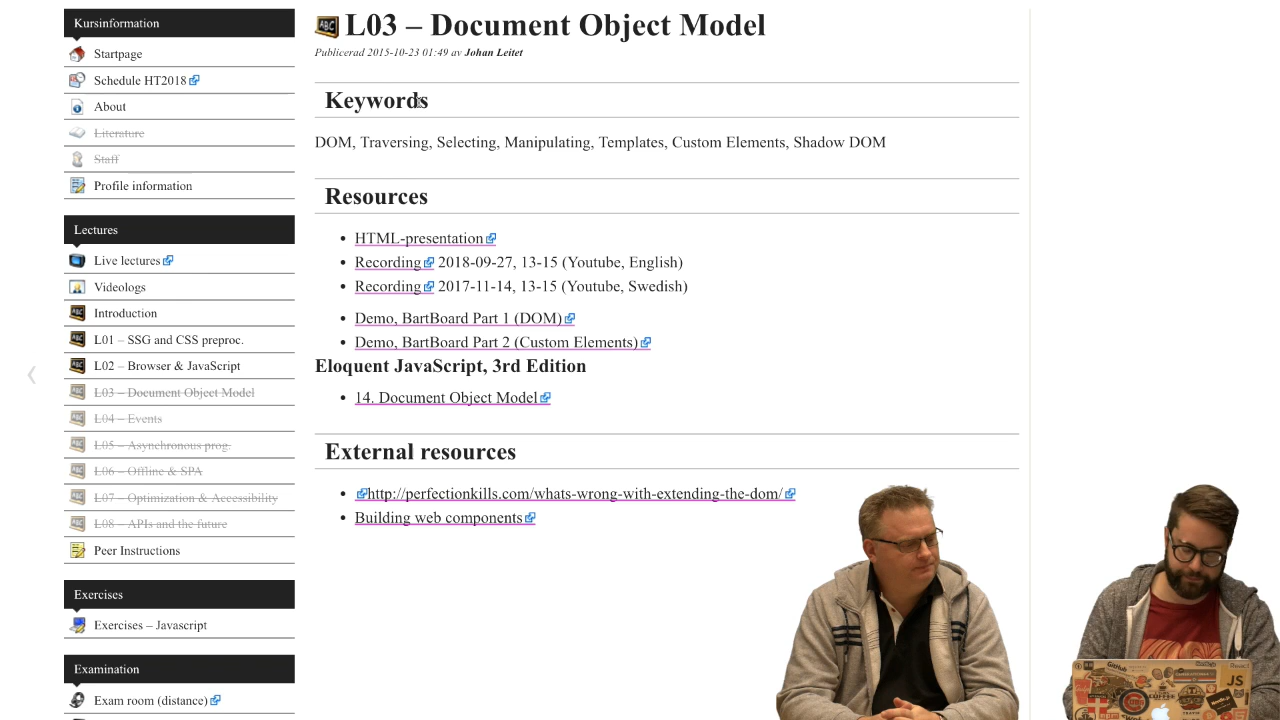 Kursinformation
Startpage
Schedule HT2018
About
Literature
Staff
Profile information
Lectures
Live lectures
Videologs
Introduction
L01 – SSG and CSS preproc.
L02 – Browser & JavaScript
L03 – Document Object Model
L04 – Events
L05 – Asynchronous prog.
L06 – Offline & SPA
L07 – Optimization & Accessibility
L08 – APIs and the future
Peer Instructions
Exercises
Exercises – Javascript
Examination
Exam room (distance)
L03 – Document Object Model
Publicerad 2015-10-23 01:49 av Johan Leitet
Keywords
DOM, Traversing, Selecting, Manipulating, Templates, Custom Elements, Shadow DOM
Resources
HTML-presentation
Recording 2018-09-27, 13-15 (Youtube, English)
Recording 2017-11-14, 13-15 (Youtube, Swedish)
Demo, BartBoard Part 1 (DOM)
Demo, BartBoard Part 2 (Custom Elements)
Eloquent JavaScript, 3rd Edition
14. Document Object Model
External resources
http://perfectionkills.com/whats-wrong-with-extending-the-dom/
Building web components
GitHub
React
JS